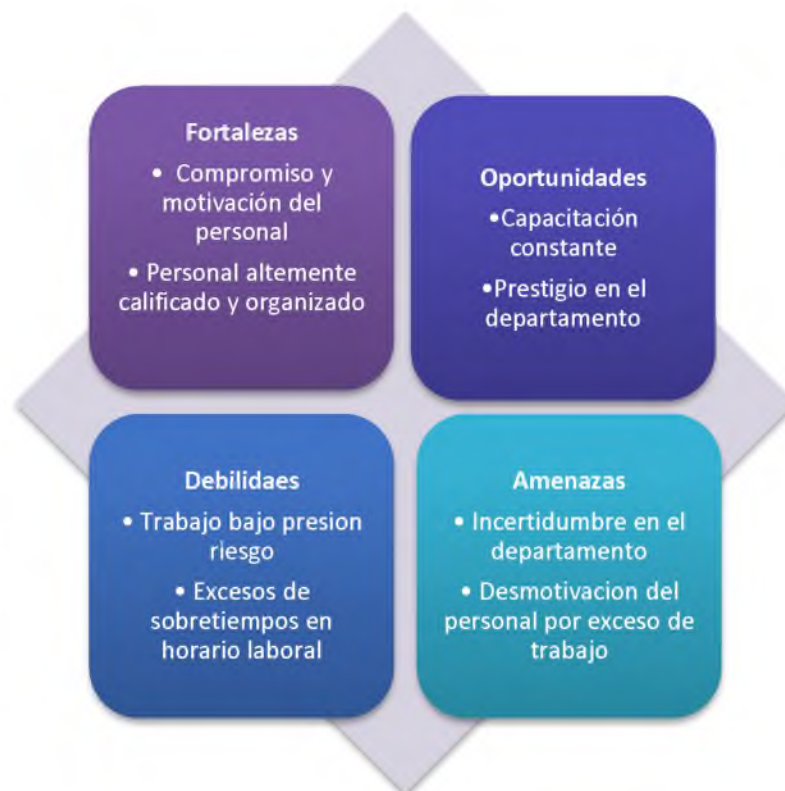 Fortalezas
• Compromiso y
motivación del
personal
• Personal altemente
calificado y organizado
Oportunidades
•Capacitación
constante
•Prestigio en el
departamento
Debilidaes
• Trabajo bajo presion
riesgo
• Excesos de
sobretiempos en
horario laboral
Amenazas
• Incertidumbre en el
departamento
• Desmotivacion del
personal por exceso de
trabajo